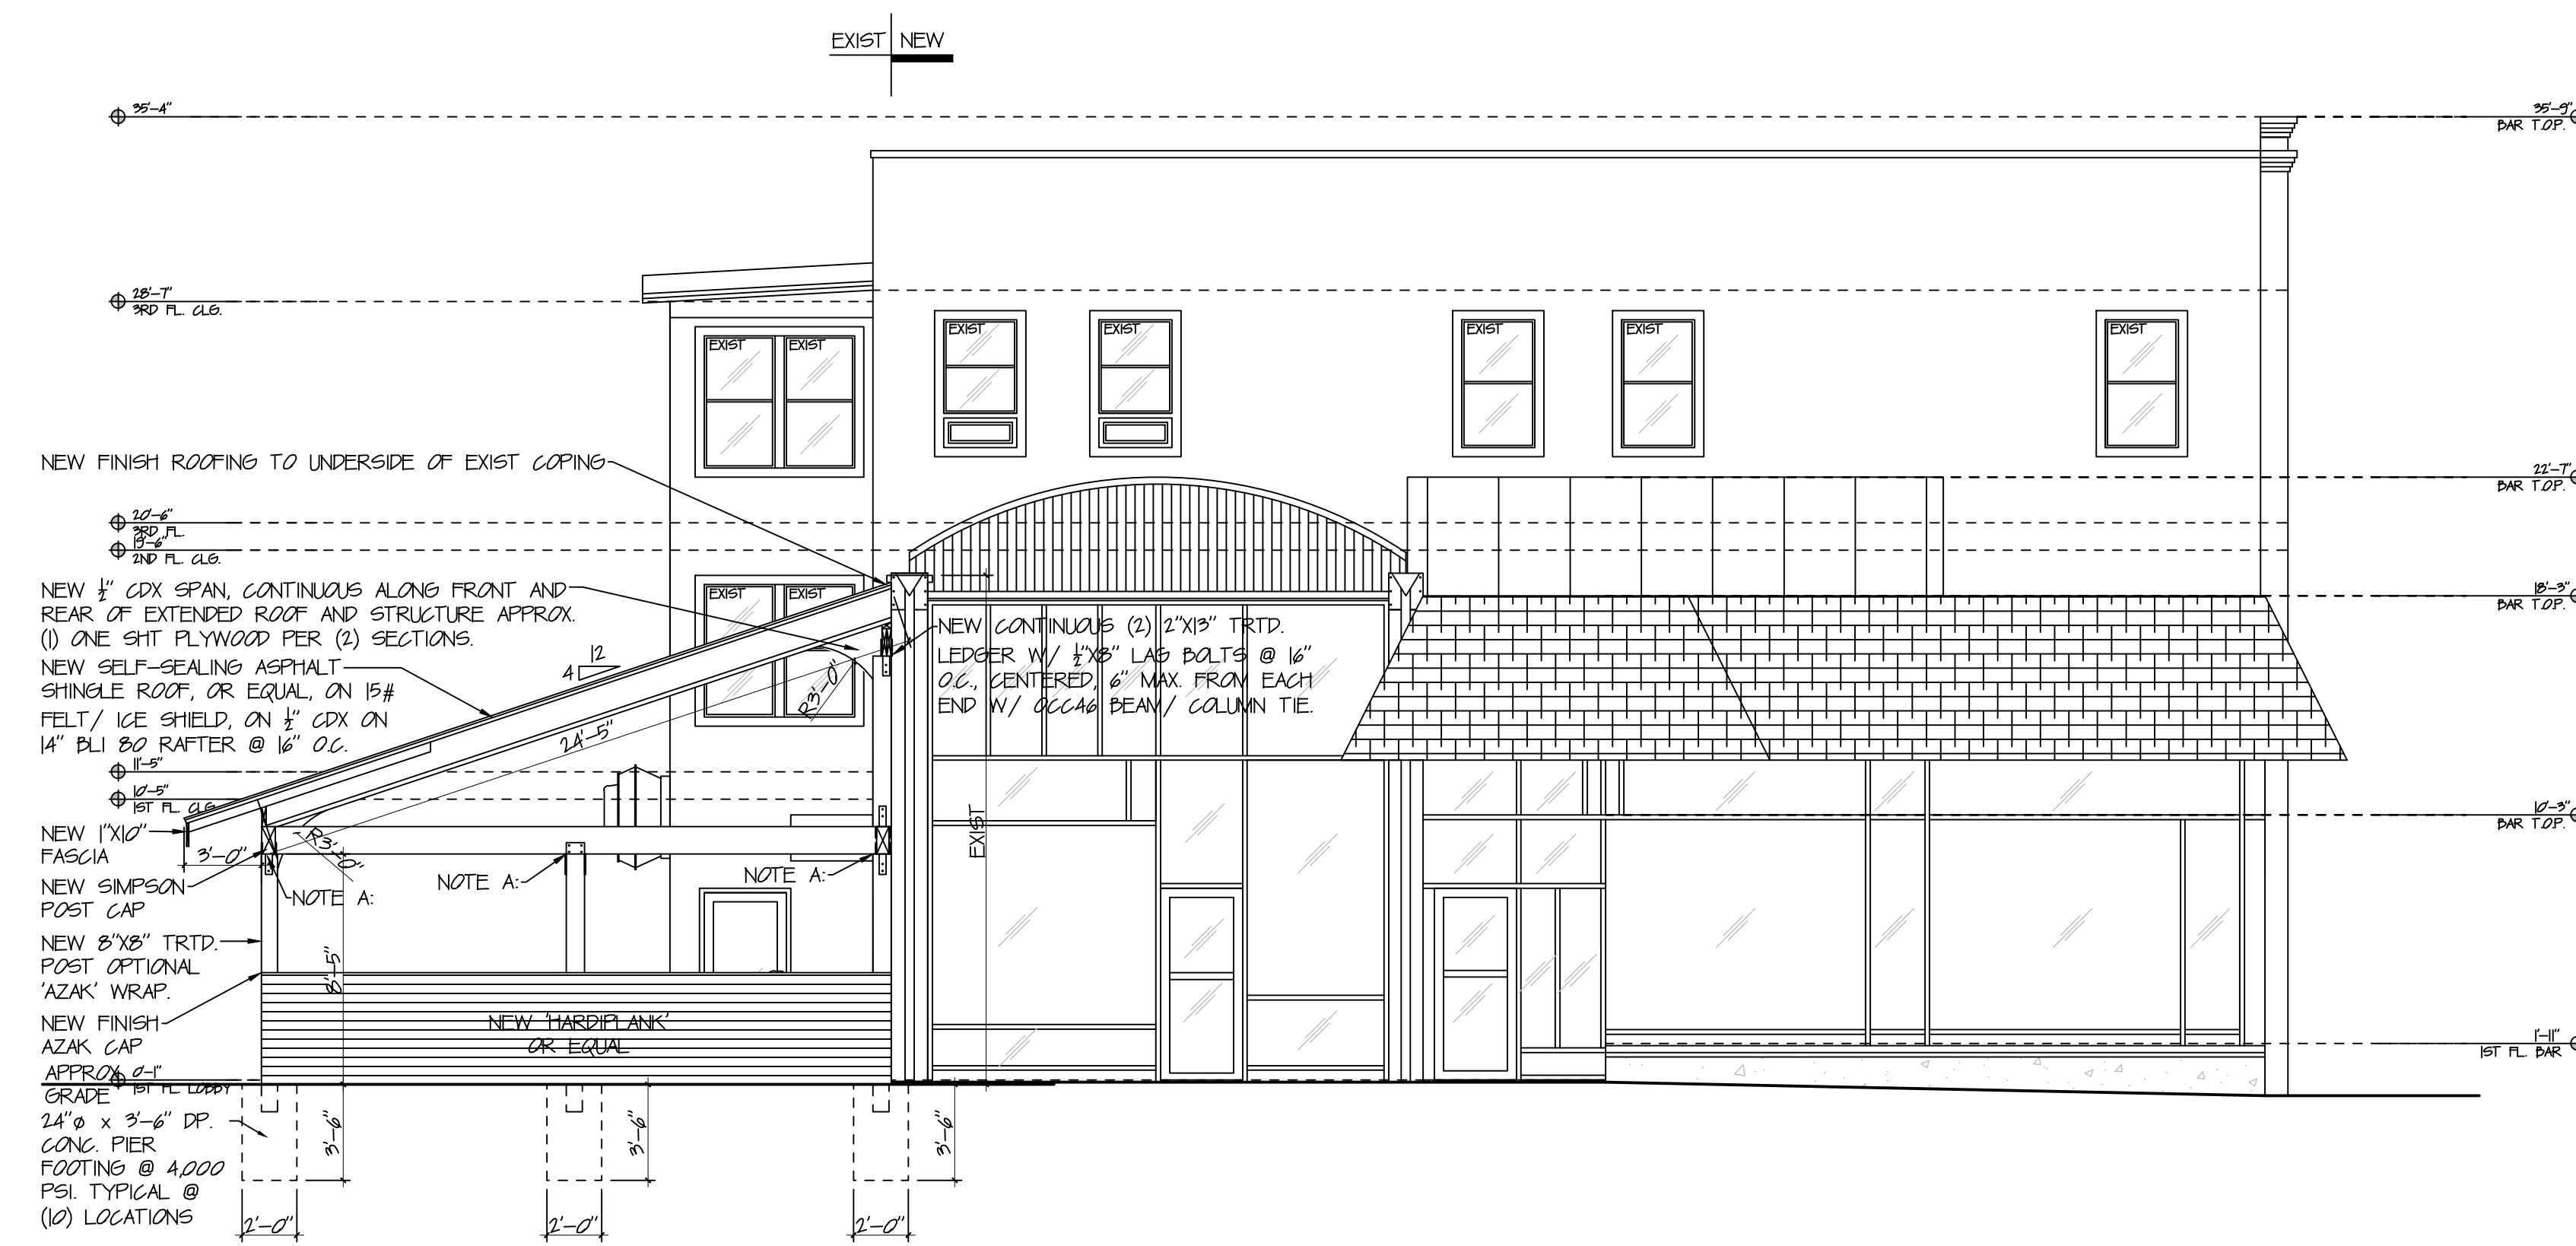 EXIST NEW
35'-4"
35'-9"
BAR T.O.P.
28'-7"
3RD FL. CLG.
EXIST
EXIST
EXIST
EXIST
EXIST
EXIST
EXIST
NEW FINISH ROOFING TO UNDERSIDE OF EXIST COPING
22'-7"
BAR T.O.P.
20'-6"
3RD FL.
19'-6"
2ND FL. CLG.
NEW ½" CDX SPAN, CONTINUOUS ALONG FRONT AND
REAR OF EXTENDED ROOF AND STRUCTURE APPROX.
(1) ONE SHT PLYWOOD PER (2) SECTIONS.
EXIST
EXIST
18'-3"
BAR T.O.P.
NEW CONTINUOUS (2) 2"X13" TRTD.
LEDGER W/ ½"X8" LAG BOLTS @ 16"
O.C., CENTERED, 6" MAX. FROM EACH
END W/ OCC46 BEAM/ COLUMN TIE.
12
4
NEW SELF-SEALING ASPHALT
SHINGLE ROOF, OR EQUAL, ON 15#
FELT/ ICE SHIELD, ON ½" CDX ON
14" BLI 80 RAFTER @ 16" O.C.
R3'-0"
24'-5"
11'-5"
10'-5"
1ST FL. CLG.
10'-3"
BAR T.O.P.
NEW 1"X10"
FASCIA
3'-0"
R3'-0"
EXIST
NEW SIMPSON
POST CAP
NOTE A:
NOTE A:
NOTE A:
NEW 8"X8" TRTD.
POST OPTIONAL
'AZAK' WRAP.
8'-5"
NEW FINISH
AZAK CAP
NEW 'HARDIPLANK'
OR EQUAL
1'-11"
1ST FL. BAR
APPROX.
GRADE
0'-1"
1ST FL. LOBBY
24"ø x 3'-6" DP.
CONC. PIER
FOOTING @ 4,000
PSI. TYPICAL @
(10) LOCATIONS
3'-6"
3'-6"
3'-6"
2'-0"
2'-0"
2'-0"